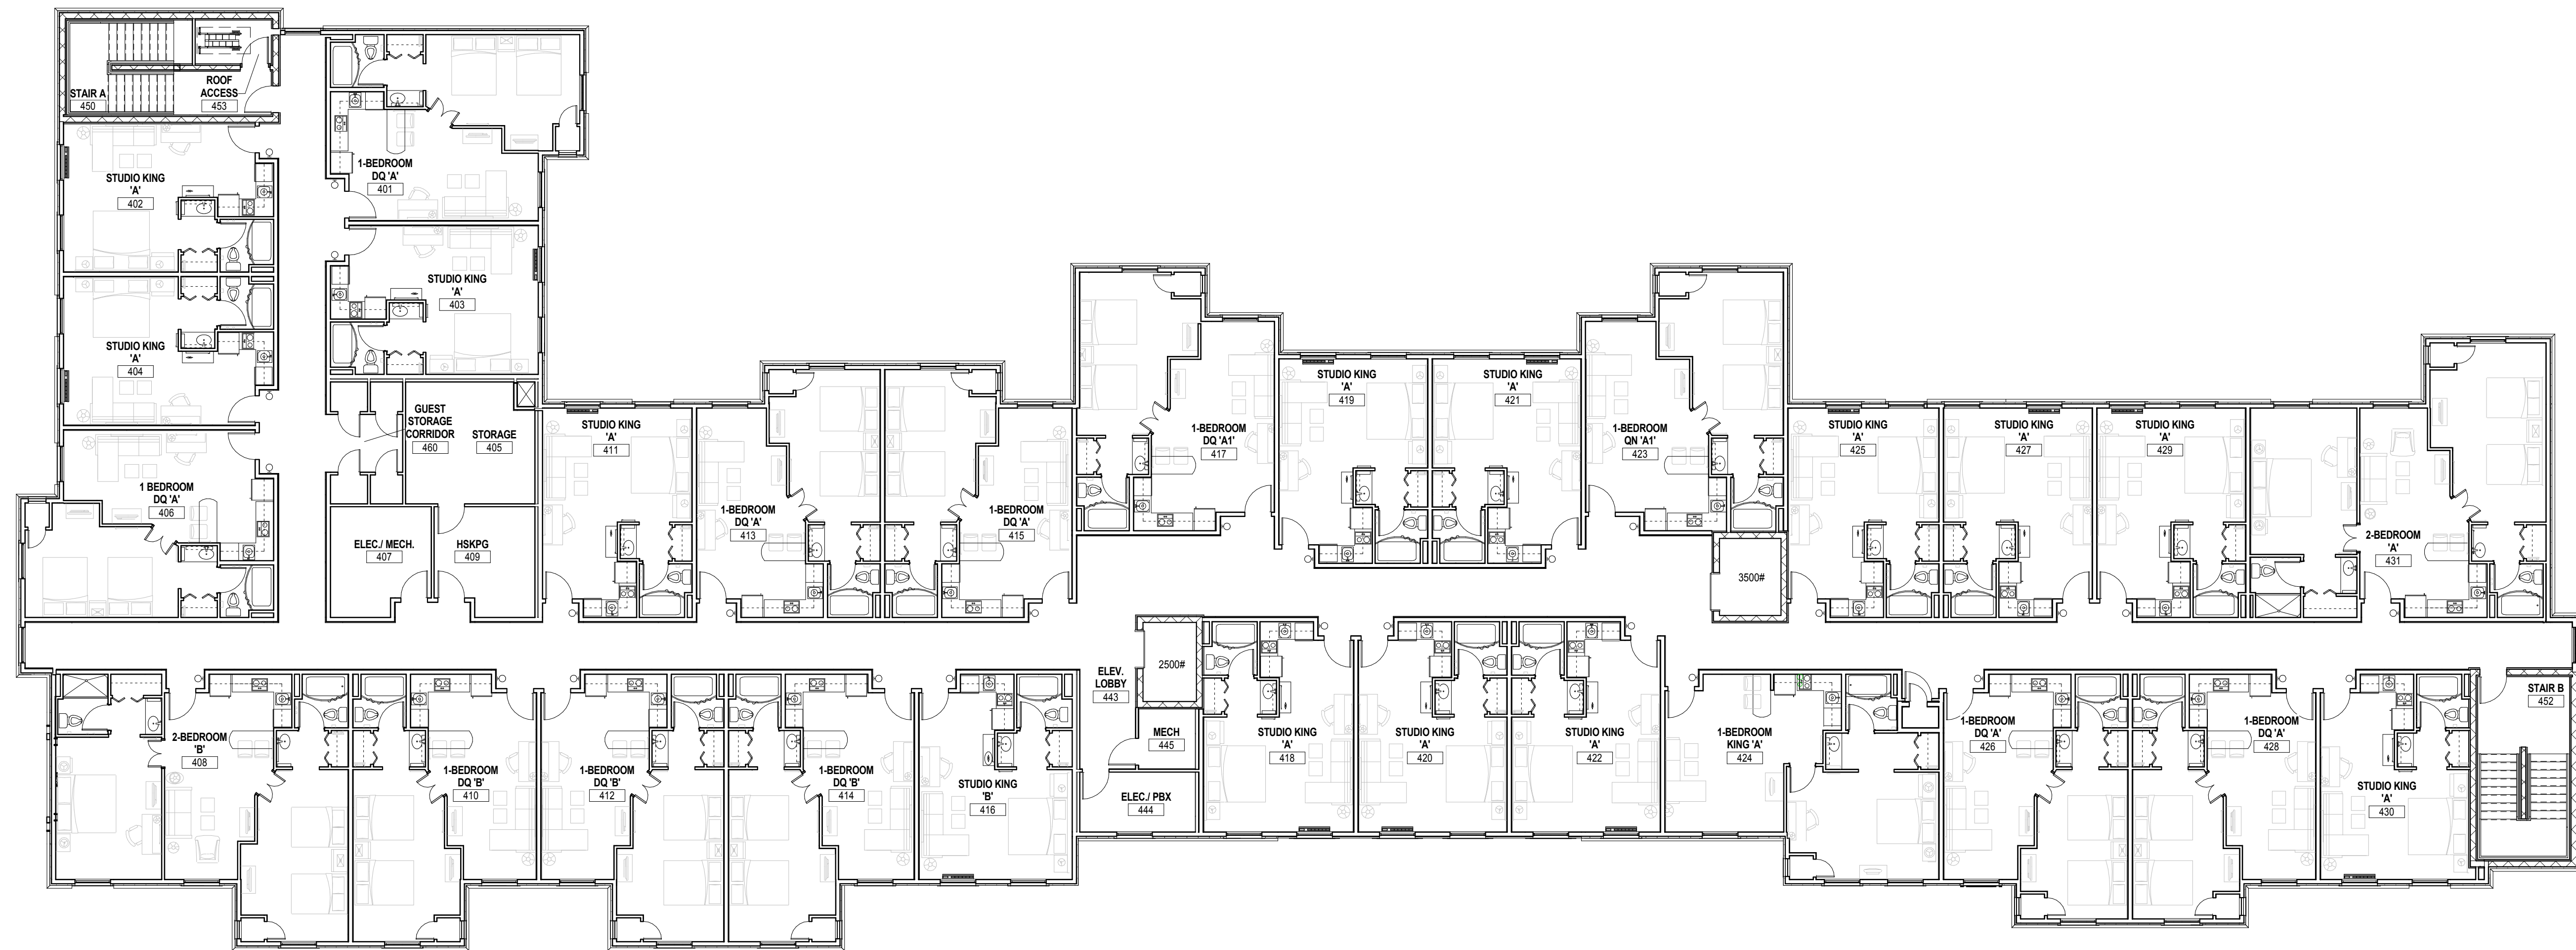 ROOF
ACCESS
453
STAIR A
450
1-BEDROOM
DQ 'A'
401
STUDIO KING
'A'
402
STUDIO KING
'A'
403
STUDIO KING
'A'
404
GUEST
STORAGE
CORRIDOR
460
STORAGE
405
1 BEDROOM
DQ 'A'
406
ELEC./ MECH.
407
HSKPG
409
STUDIO KING
'A'
411
1-BEDROOM
DQ 'A'
413
1-BEDROOM
DQ 'A'
415
1-BEDROOM
DQ 'A1'
417
STUDIO KING
'A'
419
STUDIO KING
'A'
421
1-BEDROOM
QN 'A1'
423
3500#
STUDIO KING
'A'
425
STUDIO KING
'A'
427
STUDIO KING
'A'
429
2-BEDROOM
'A'
431
2-BEDROOM
'B'
408
1-BEDROOM
DQ 'B'
410
1-BEDROOM
DQ 'B'
412
1-BEDROOM
DQ 'B'
414
STUDIO KING
'B'
416
ELEV.
LOBBY
443
2500#
MECH
445
ELEC./ PBX
444
STUDIO KING
'A'
418
STUDIO KING
'A'
420
STUDIO KING
'A'
422
1-BEDROOM
KING 'A'
424
1-BEDROOM
DQ 'A'
426
1-BEDROOM
DQ 'A'
428
STUDIO KING
'A'
430
STAIR B
452